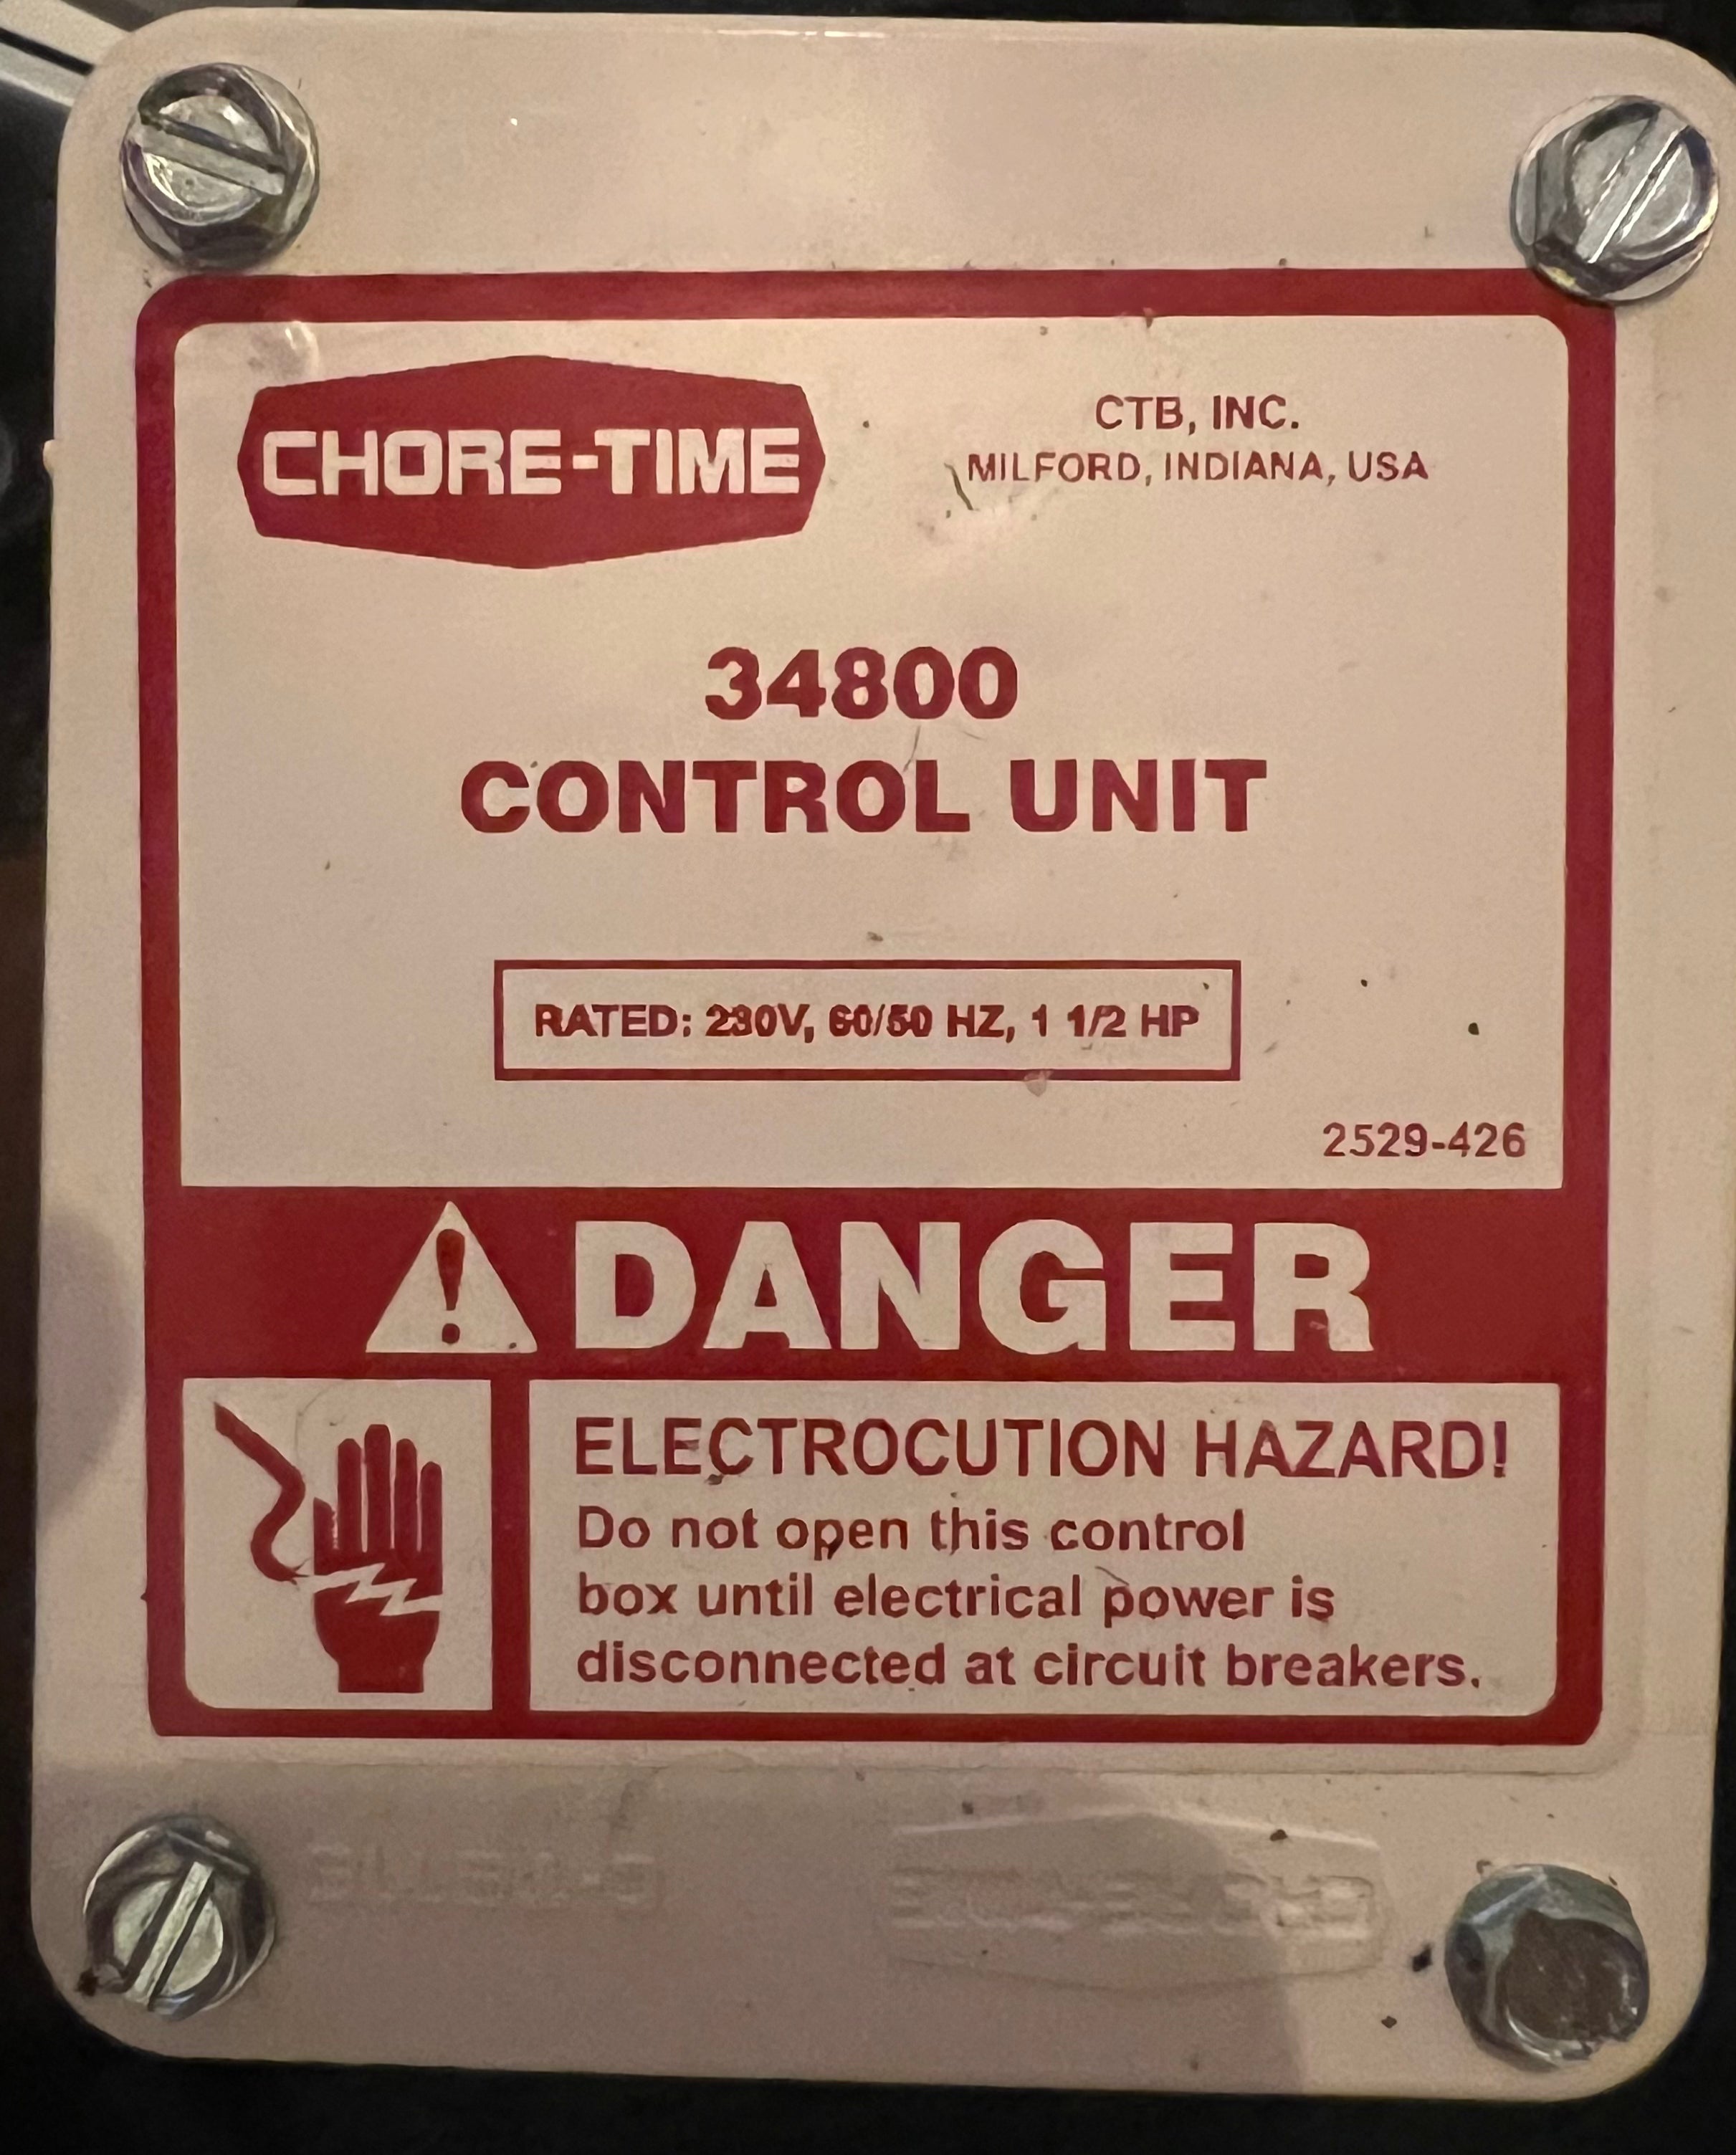 CHORE-TIME
CTB, INC.
MILFORD, INDIANA, USA
34800
CONTROL UNIT
RATED: 230V, 60/50 HZ, 1 1/2 HP
2529-426
DANGER
ELECTROCUTION HAZARD!
Do not open this control
box until electrical power is
disconnected at circuit breakers.